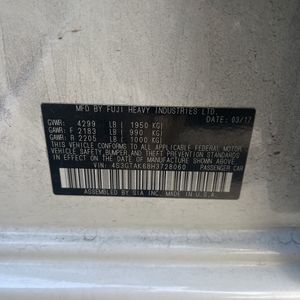 MFD BY FUJI HEAVY INDUSTRIES LTD.
GVWR: 4299 LB ( 1950 KG) DATE: 03/17
GAWR: F 2183 LB ( 990 KG)
GAWR: B 2205 LB ( 1000 KG)
THIS VEHICLE CONFORMS TO ALL APPLICABLE FEDERAL MOTOR
VEHICLE SAFETY, BUMPER, AND THEFT PREVENTION STANDARDS
IN EFFECT ON THE DATE OF MANUFACTURE SHOWN ABOVE.
VIN: 4S3GTAK68H3728060 PASSENGER CAR
ASSEMBLED BY SIA INC. MADE IN U.S.A.